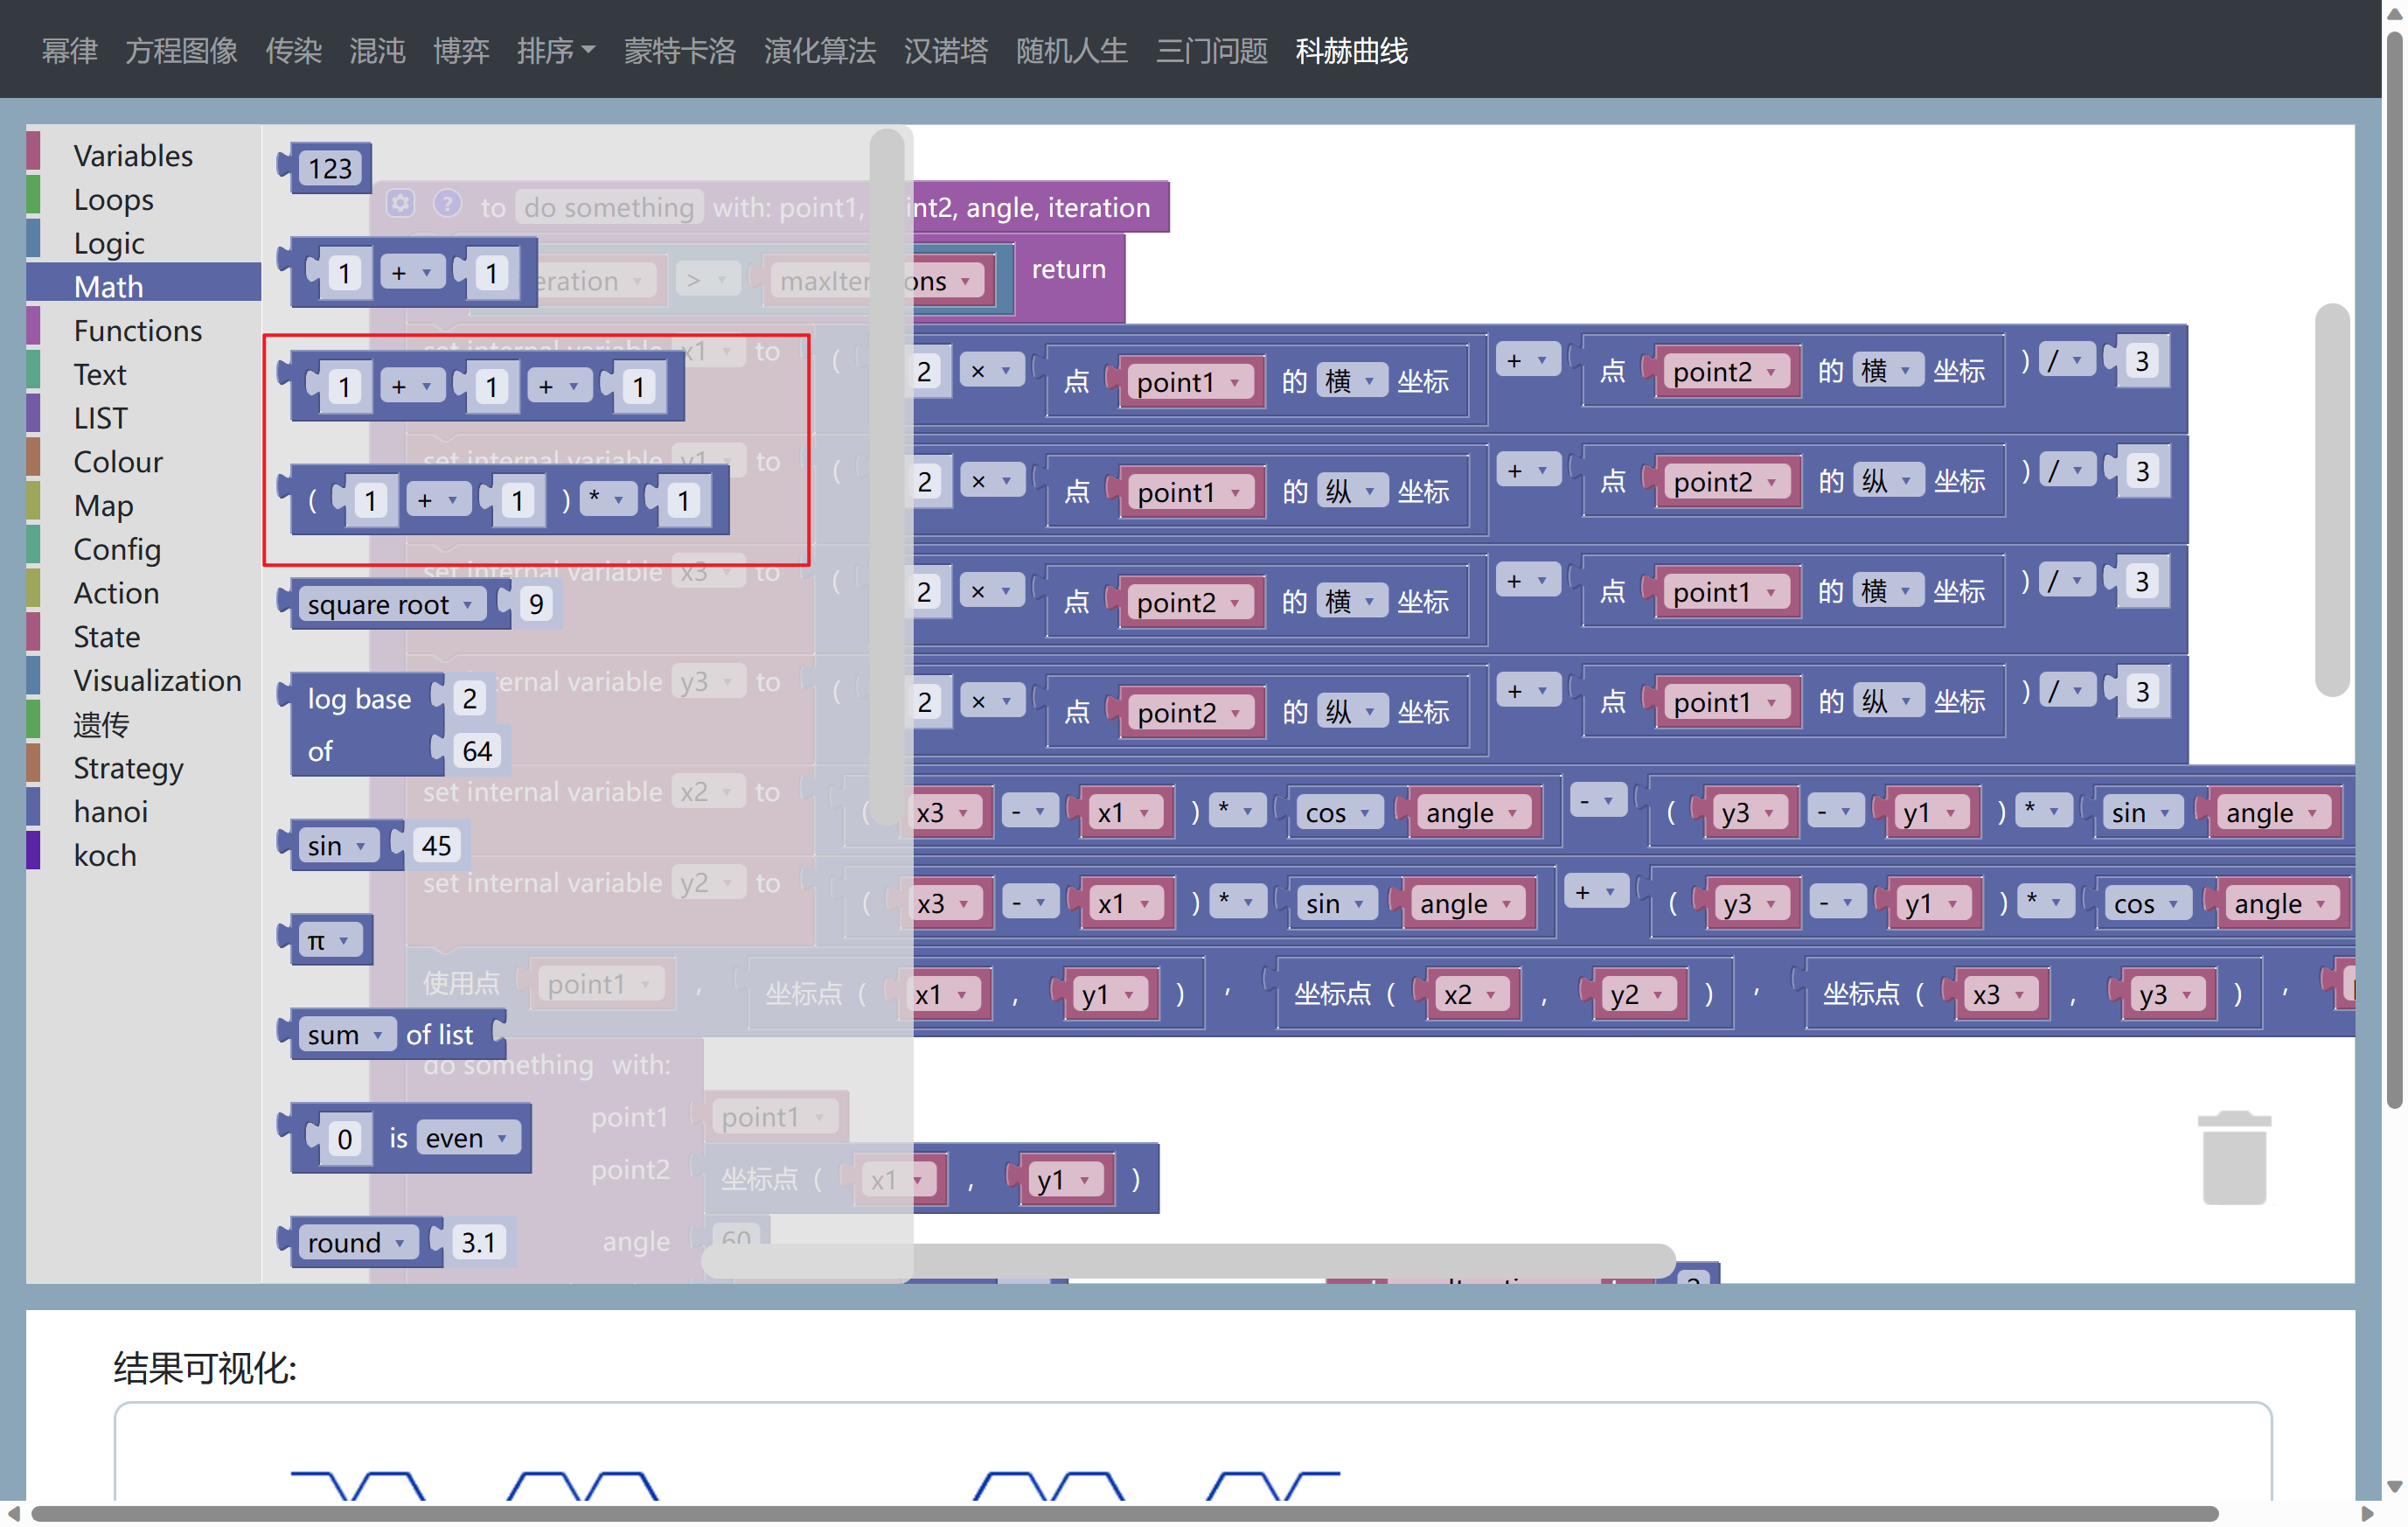 幂律 方程图像 传染 混沌 博弈 排序 蒙特卡洛 演化算法 汉诺塔 随机人生 三门问题 科赫曲线
Variables
Loops
Logic
Math
Functions
Text
LIST
Colour
Map
Config
Action
State
Visualization
遗传
Strategy
hanoi
koch
123
1 + 1
1 + 1 + 1
( 1 + 1 ) * 1
square root 9
log base 2
of 64
sin 45
π
sum of list
0 is even
round 3.1
? to do something with: point1, int2, angle, iteration
eration > maxIter ons return
set internal variable x1 to ( 2 × 点 point1 的 横 坐标 + 点 point2 的 横 坐标 ) / 3
set internal variable y1 to ( 2 × 点 point1 的 纵 坐标 + 点 point2 的 纵 坐标 ) / 3
set internal variable x3 to ( 2 × 点 point2 的 横 坐标 + 点 point1 的 横 坐标 ) / 3
ernal variable y3 to ( 2 × 点 point2 的 纵 坐标 + 点 point1 的 纵 坐标 ) / 3
set internal variable x2 to ( x3 - x1 ) * cos angle - ( y3 - y1 ) * sin angle
set internal variable y2 to ( x3 - x1 ) * sin angle + ( y3 - y1 ) * cos angle
使用点 point1 , 坐标点 ( x1 , y1 ) , 坐标点 ( x2 , y2 ) , 坐标点 ( x3 , y3 ) ,
do something with:
point1 point1
point2 坐标点 ( x1 , y1 )
angle 60
结果可视化: